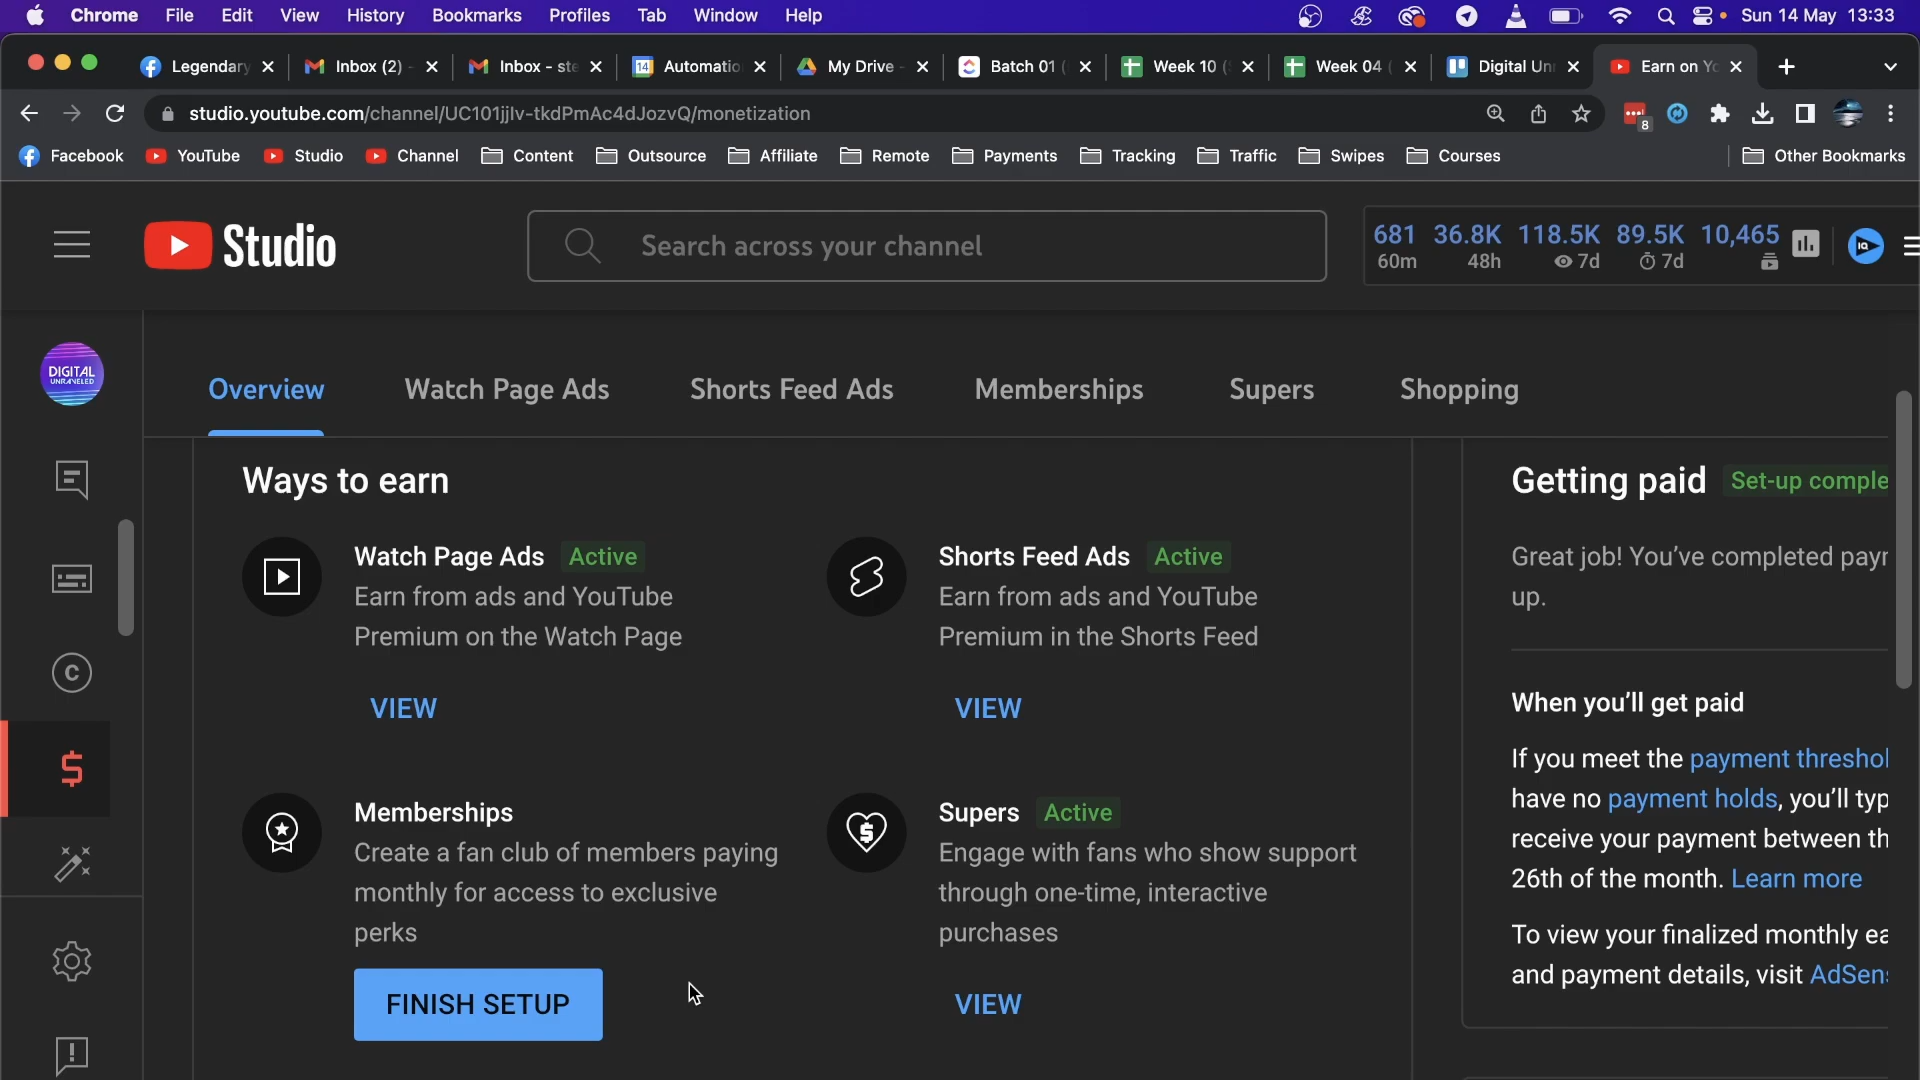 Chrome File Edit View History Bookmarks Profiles Tab Window Help Sun 14 May 13:33
Legendary Inbox (2) - Inbox - ste 14 Automatio My Drive - Batch 01 ( Week 10 ( Week 04 ( Digital Un Earn on Yo
studio.youtube.com/channel/UC101jjlv-tkdPmAc4dJozvQ/monetization 8
Facebook YouTube Studio Channel Content Outsource Affiliate Remote Payments Tracking Traffic Swipes Courses Other Bookmarks
Studio Search across your channel
681 36.8K 118.5K 89.5K 10,465
60m 48h 7d 7d
IQ
DIGITAL
UNRAVELED
Overview Watch Page Ads Shorts Feed Ads Memberships Supers Shopping
Ways to earn
Watch Page Ads Active
Earn from ads and YouTube
Premium on the Watch Page
VIEW
Shorts Feed Ads Active
Earn from ads and YouTube
Premium in the Shorts Feed
VIEW
Memberships
Create a fan club of members paying
monthly for access to exclusive
perks
FINISH SETUP
Supers Active
Engage with fans who show support
through one-time, interactive
purchases
VIEW
Getting paid Set-up comple
Great job! You've completed payr
up.
When you'll get paid
If you meet the payment threshol
have no payment holds, you'll typ
receive your payment between th
26th of the month. Learn more
To view your finalized monthly ea
and payment details, visit AdSens